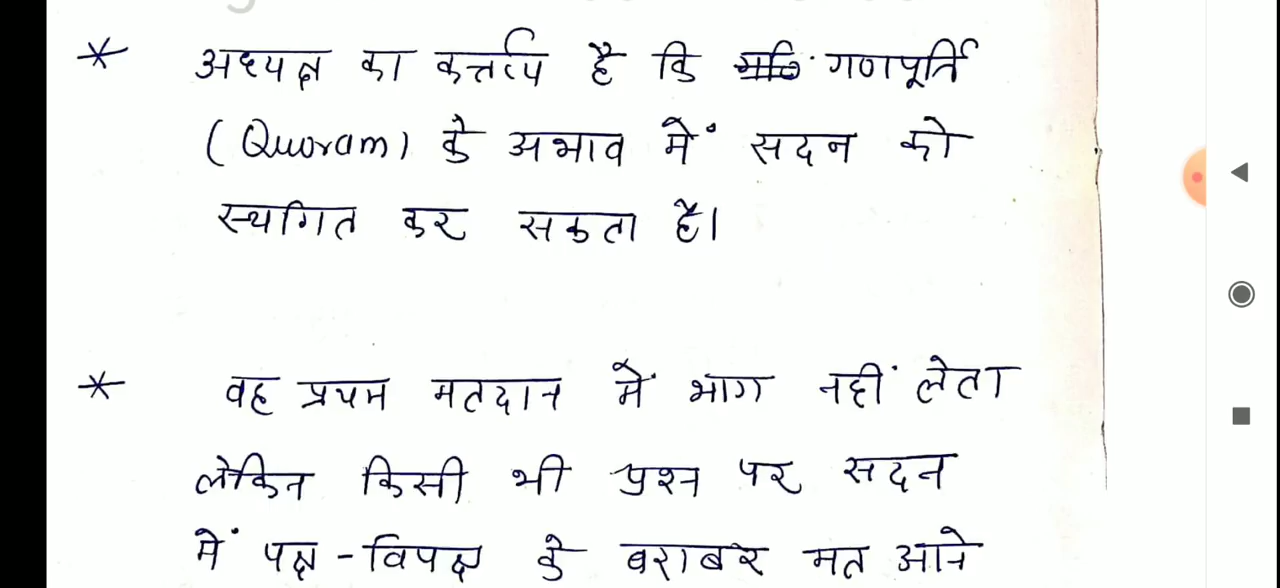 * अध्यक्ष का कर्त्तव्य है कि गणपूर्ति
(Quoram) के अभाव में सदन को
स्थगित कर सकता है।
* वह प्रथम मतदान में भाग नहीं लेता
लेकिन किसी भी प्रश्न पर सदन
में पक्ष - विपक्ष के बराबर मत आने